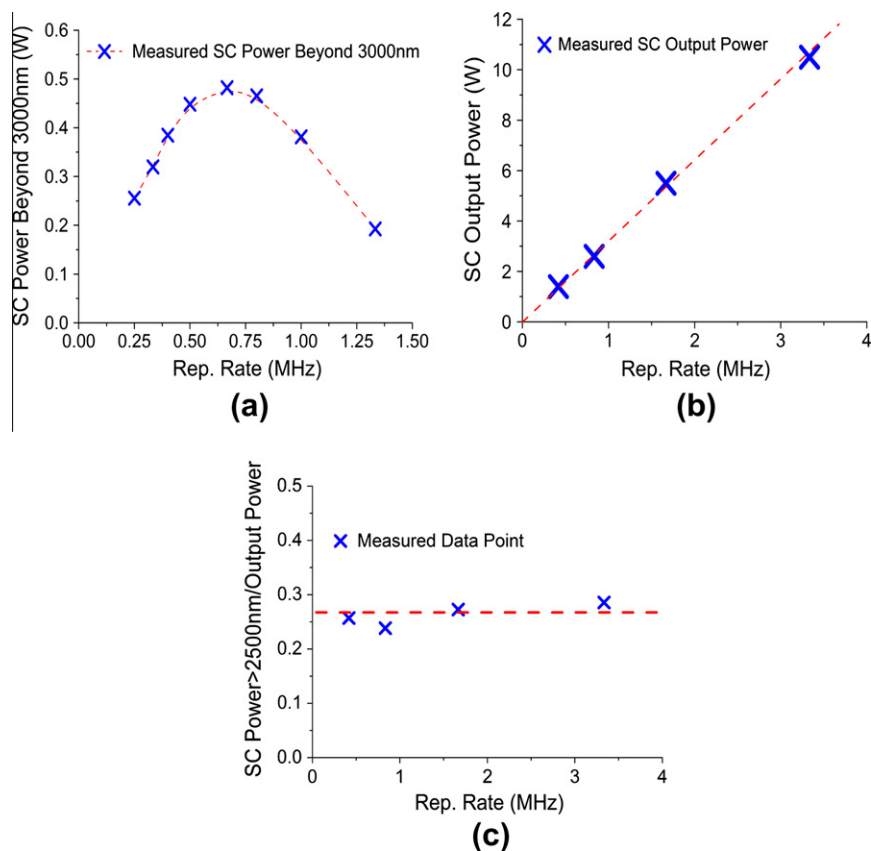 SC Power Beyond 3000nm (W)
0.6
0.5
0.4
0.3
0.2
0.1
0.0
Measured SC Power Beyond 3000nm
0.00 0.25 0.50 0.75 1.00 1.25 1.50
Rep. Rate (MHz)
(a)
SC Output Power (W)
12
10
8
6
4
2
0
Measured SC Output Power
0 1 2 3 4
Rep. Rate (MHz)
(b)
SC Power>2500nm/Output Power
0.5
0.4
0.3
0.2
0.1
0.0
Measured Data Point
0 1 2 3 4
Rep. Rate (MHz)
(c)